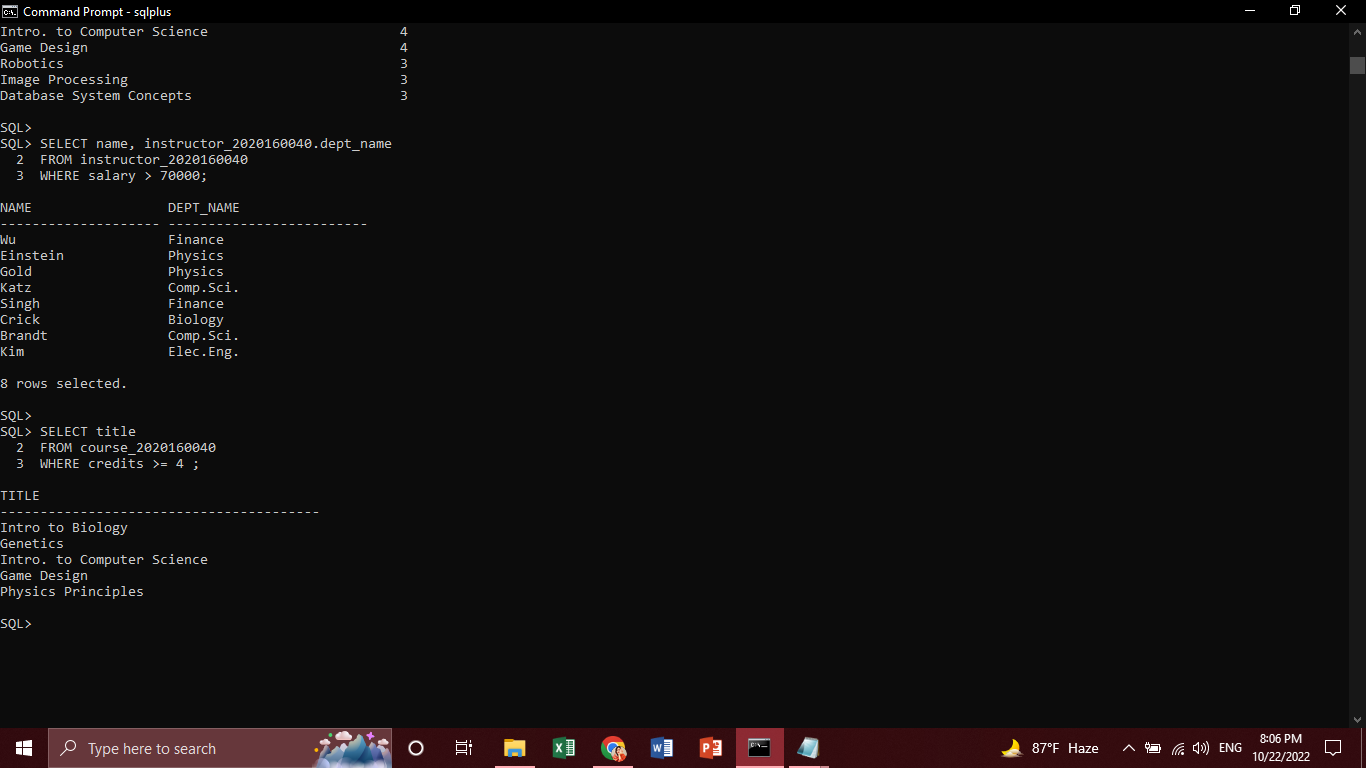 Command Prompt - sqlplus
Intro. to Computer Science 4
Game Design 4
Robotics 3
Image Processing 3
Database System Concepts 3
SQL>
SQL> SELECT name, instructor_2020160040.dept_name
2 FROM instructor_2020160040
3 WHERE salary > 70000;
NAME DEPT_NAME
-------------------- -------------------------
Wu Finance
Einstein Physics
Gold Physics
Katz Comp.Sci.
Singh Finance
Crick Biology
Brandt Comp.Sci.
Kim Elec.Eng.
8 rows selected.
SQL>
SQL> SELECT title
2 FROM course_2020160040
3 WHERE credits >= 4 ;
TITLE
----------------------------------------
Intro to Biology
Genetics
Intro. to Computer Science
Game Design
Physics Principles
SQL>
Type here to search 87°F Haze ENG 8:06 PM
10/22/2022